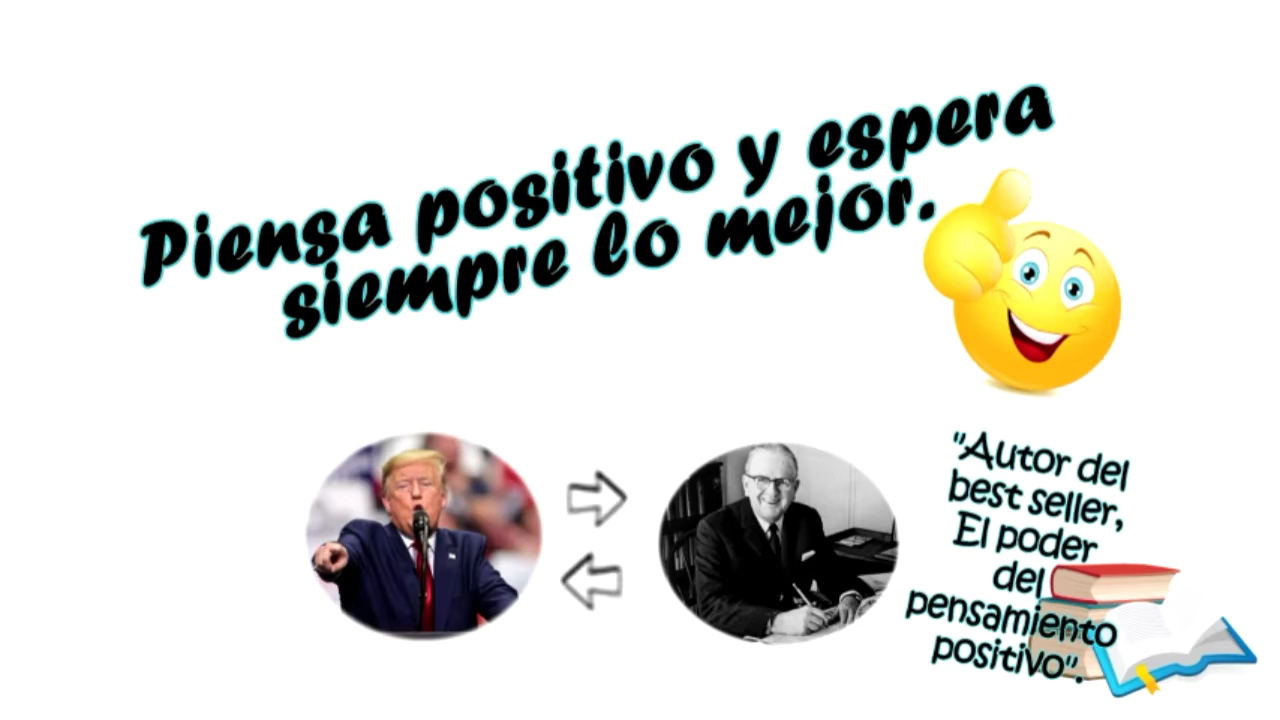 Piensa positivo y espera
siempre lo mejor.
"Autor del
best seller,
El poder
del
pensamiento
positivo".